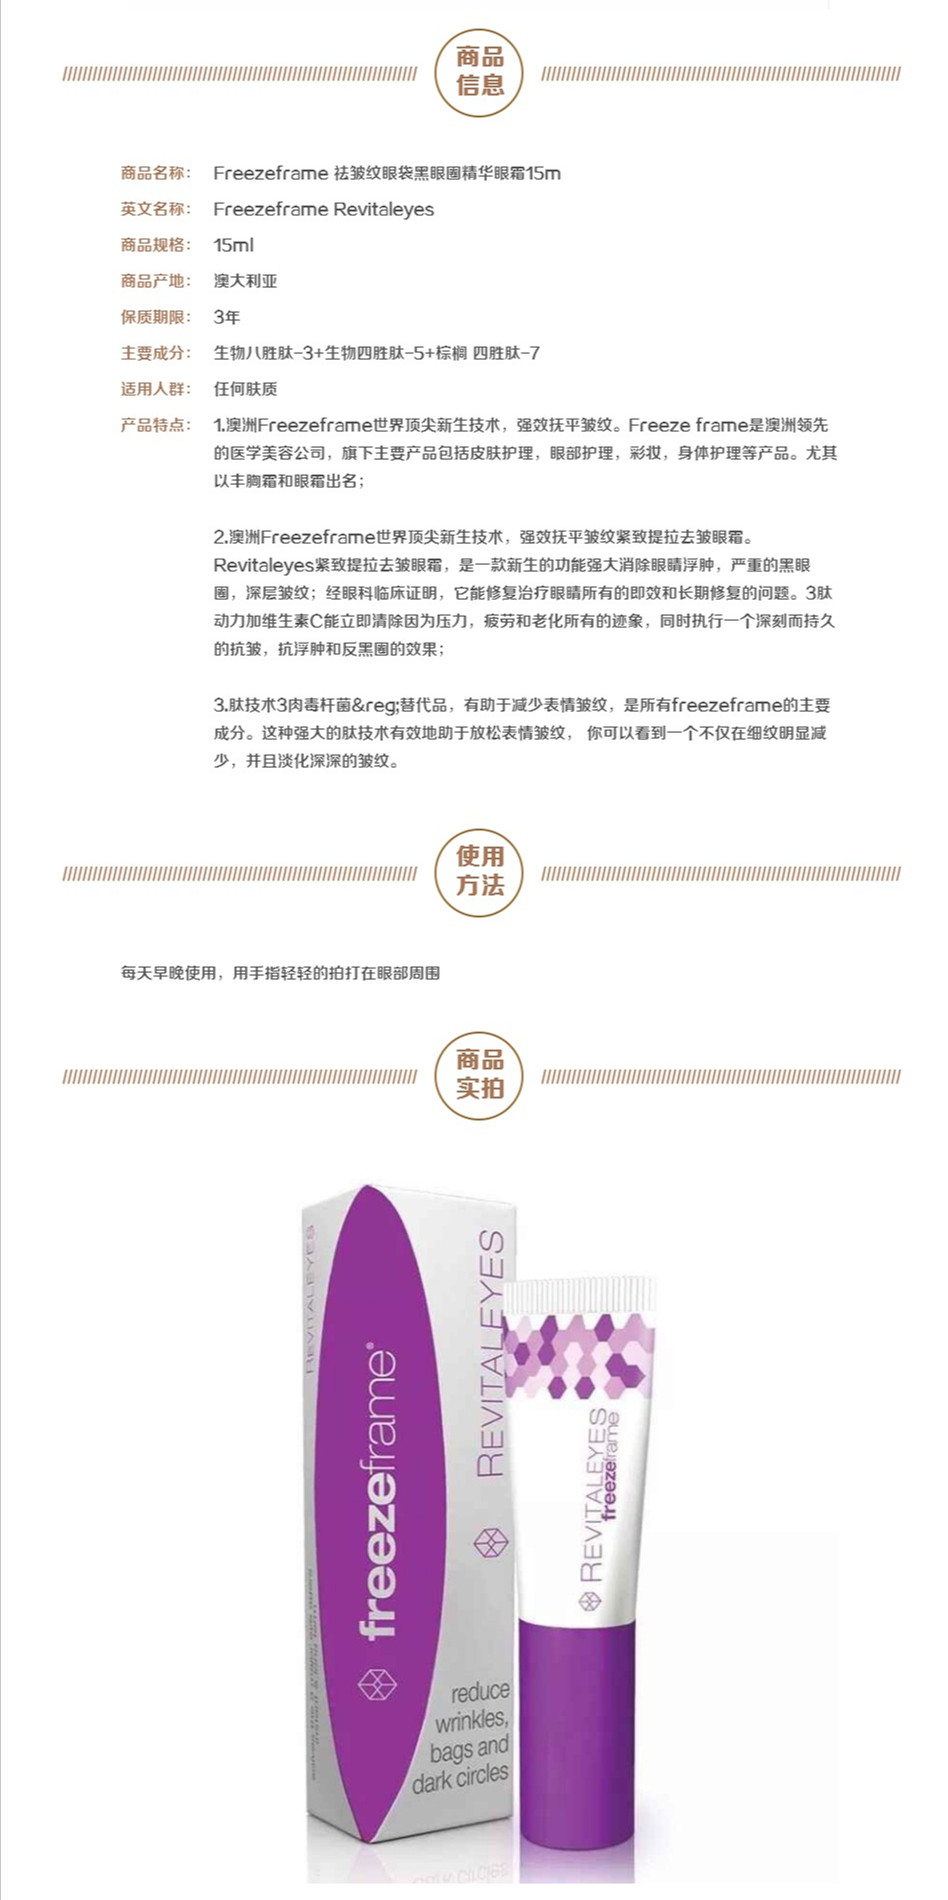 商品
信息
商品名称： Freezeframe 祛皱纹眼袋黑眼圈精华眼霜15m
英文名称： Freezeframe Revitaleyes
商品规格： 15ml
商品产地： 澳大利亚
保质期限： 3年
主要成分： 生物八胜肽-3+生物四胜肽-5+棕榈 四胜肽-7
适用人群： 任何肤质
产品特点： 1.澳洲Freezeframe世界顶尖新生技术，强效抚平皱纹。Freeze frame是澳洲领先
的医学美容公司，旗下主要产品包括皮肤护理，眼部护理，彩妆，身体护理等产品。尤其
以丰胸霜和眼霜出名；
2.澳洲Freezeframe世界顶尖新生技术，强效抚平皱纹紧致提拉去皱眼霜。
Revitaleyes紧致提拉去皱眼霜，是一款新生的功能强大消除眼睛浮肿，严重的黑眼
圈，深层皱纹；经眼科临床证明，它能修复治疗眼睛所有的即效和长期修复的问题。3肽
动力加维生素C能立即清除因为压力，疲劳和老化所有的迹象，同时执行一个深刻而持久
的抗皱，抗浮肿和反黑圈的效果；
3.肽技术3肉毒杆菌&reg;替代品，有助于减少表情皱纹，是所有freezeframe的主要
成分。这种强大的肽技术有效地助于放松表情皱纹， 你可以看到一个不仅在细纹明显减
少，并且淡化深深的皱纹。
使用
方法
每天早晚使用，用手指轻轻的拍打在眼部周围
商品
实拍
REVITALEYES
freezeframe®
REVITALEYES
reduce
wrinkles,
bags and
dark circles
REVITALEYES
freezeframe